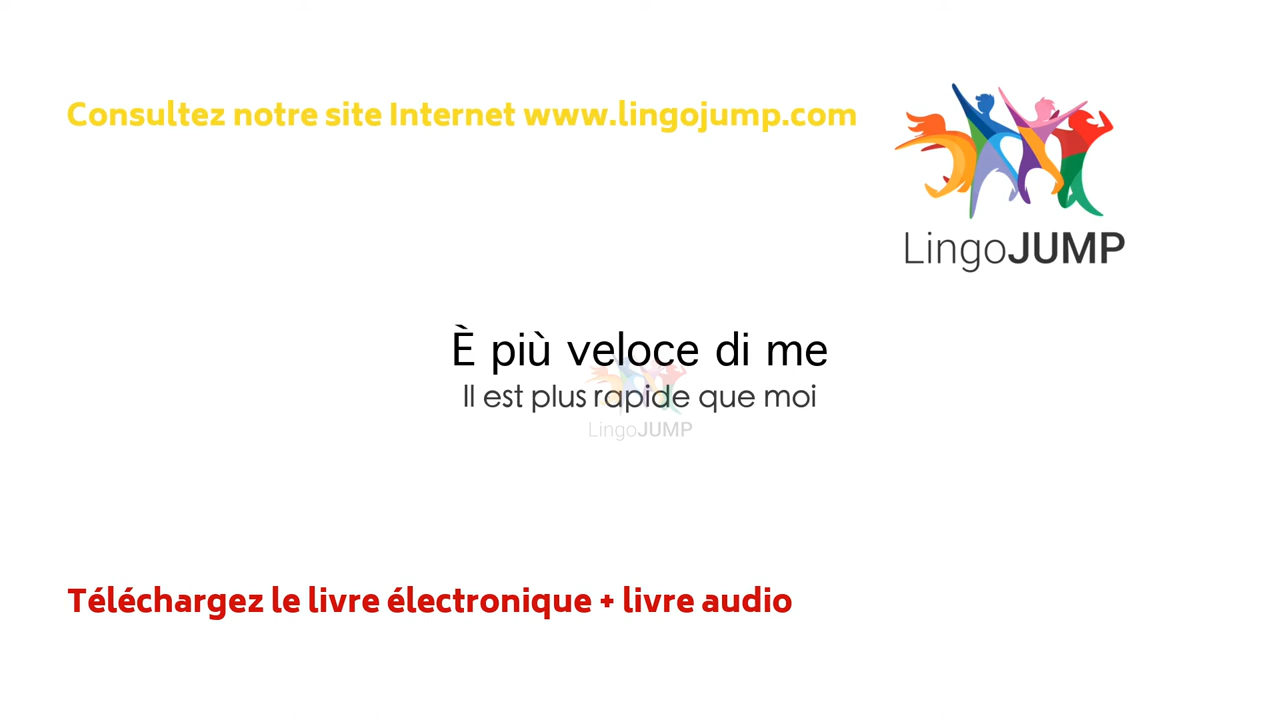 Consultez notre site Internet www.lingojump.com
LingoJUMP
È più veloce di me
Il est plus rapide que moi
LingoJUMP
Téléchargez le livre électronique + livre audio